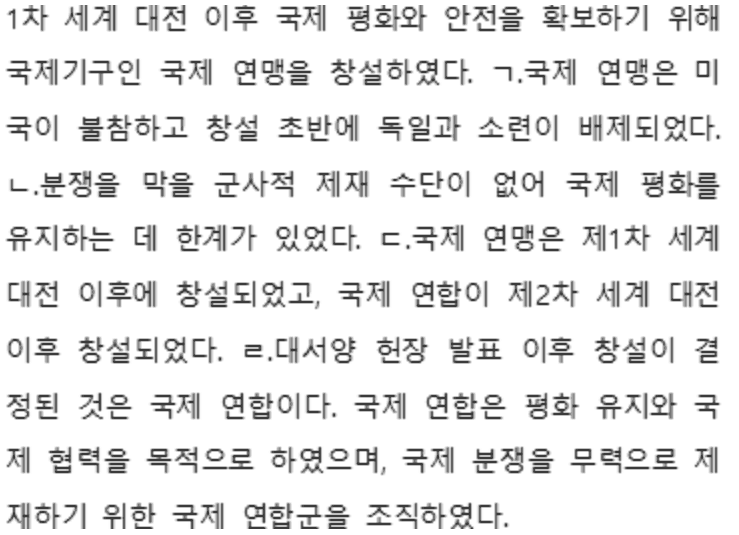 1차 세계 대전 이후 국제 평화와 안전을 확보하기 위해
국제기구인 국제 연맹을 창설하였다. ㄱ.국제 연맹은 미
국이 불참하고 창설 초반에 독일과 소련이 배제되었다.
ㄴ.분쟁을 막을 군사적 제재 수단이 없어 국제 평화를
유지하는 데 한계가 있었다. ㄷ.국제 연맹은 제1차 세계
대전 이후에 창설되었고, 국제 연합이 제2차 세계 대전
이후 창설되었다. ㄹ.대서양 헌장 발표 이후 창설이 결
정된 것은 국제 연합이다. 국제 연합은 평화 유지와 국
제 협력을 목적으로 하였으며, 국제 분쟁을 무력으로 제
재하기 위한 국제 연합군을 조직하였다.